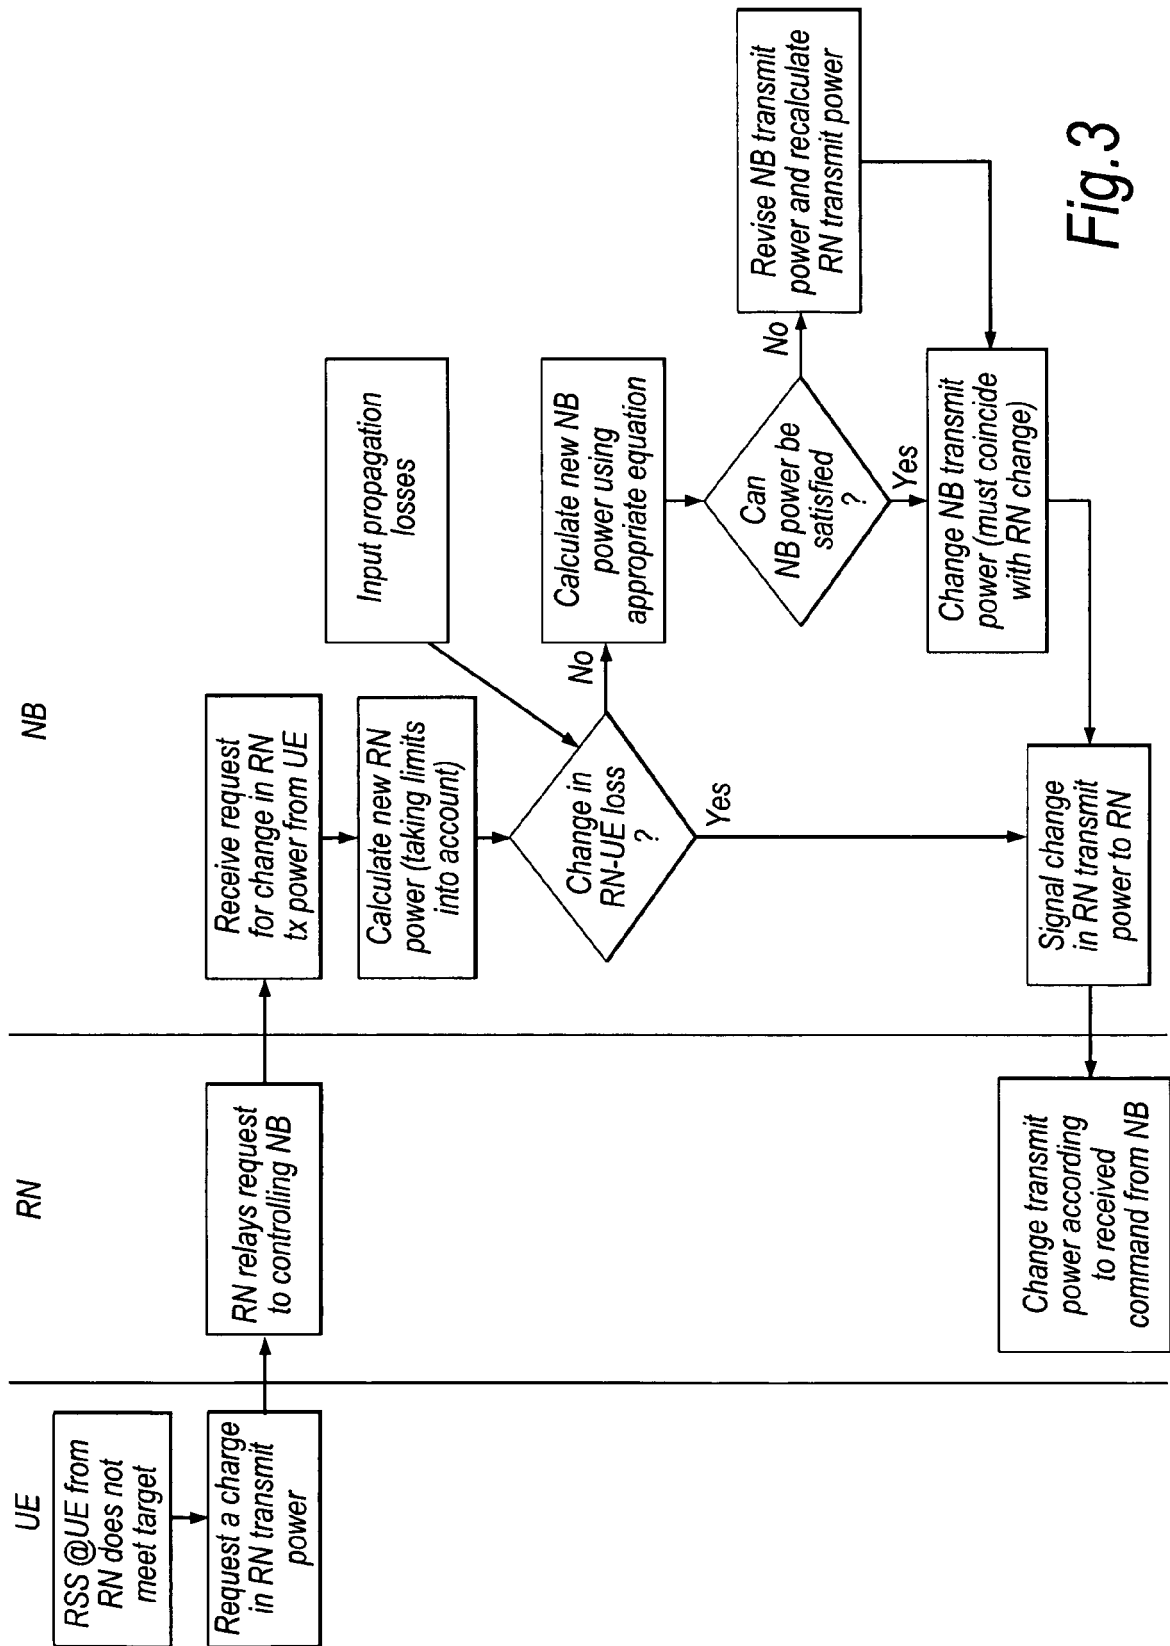 UE
RN
NB
RSS @UE from
RN does not
meet target
Request a charge
in RN transmit
power
RN relays request
to controlling NB
Receive request
for change in RN
tx power from UE
Calculate new RN
power (taking limits
into account)
Input propagation
losses
Change in
RN-UE loss
?
No
Yes
Calculate new NB
power using
appropriate equation
Can
NB power be
satisfied
?
No
Yes
Revise NB transmit
power and recalculate
RN transmit power
Change NB transmit
power (must coincide
with RN change)
Signal change
in RN transmit
power to RN
Change transmit
power according
to received
command from NB
Fig.3